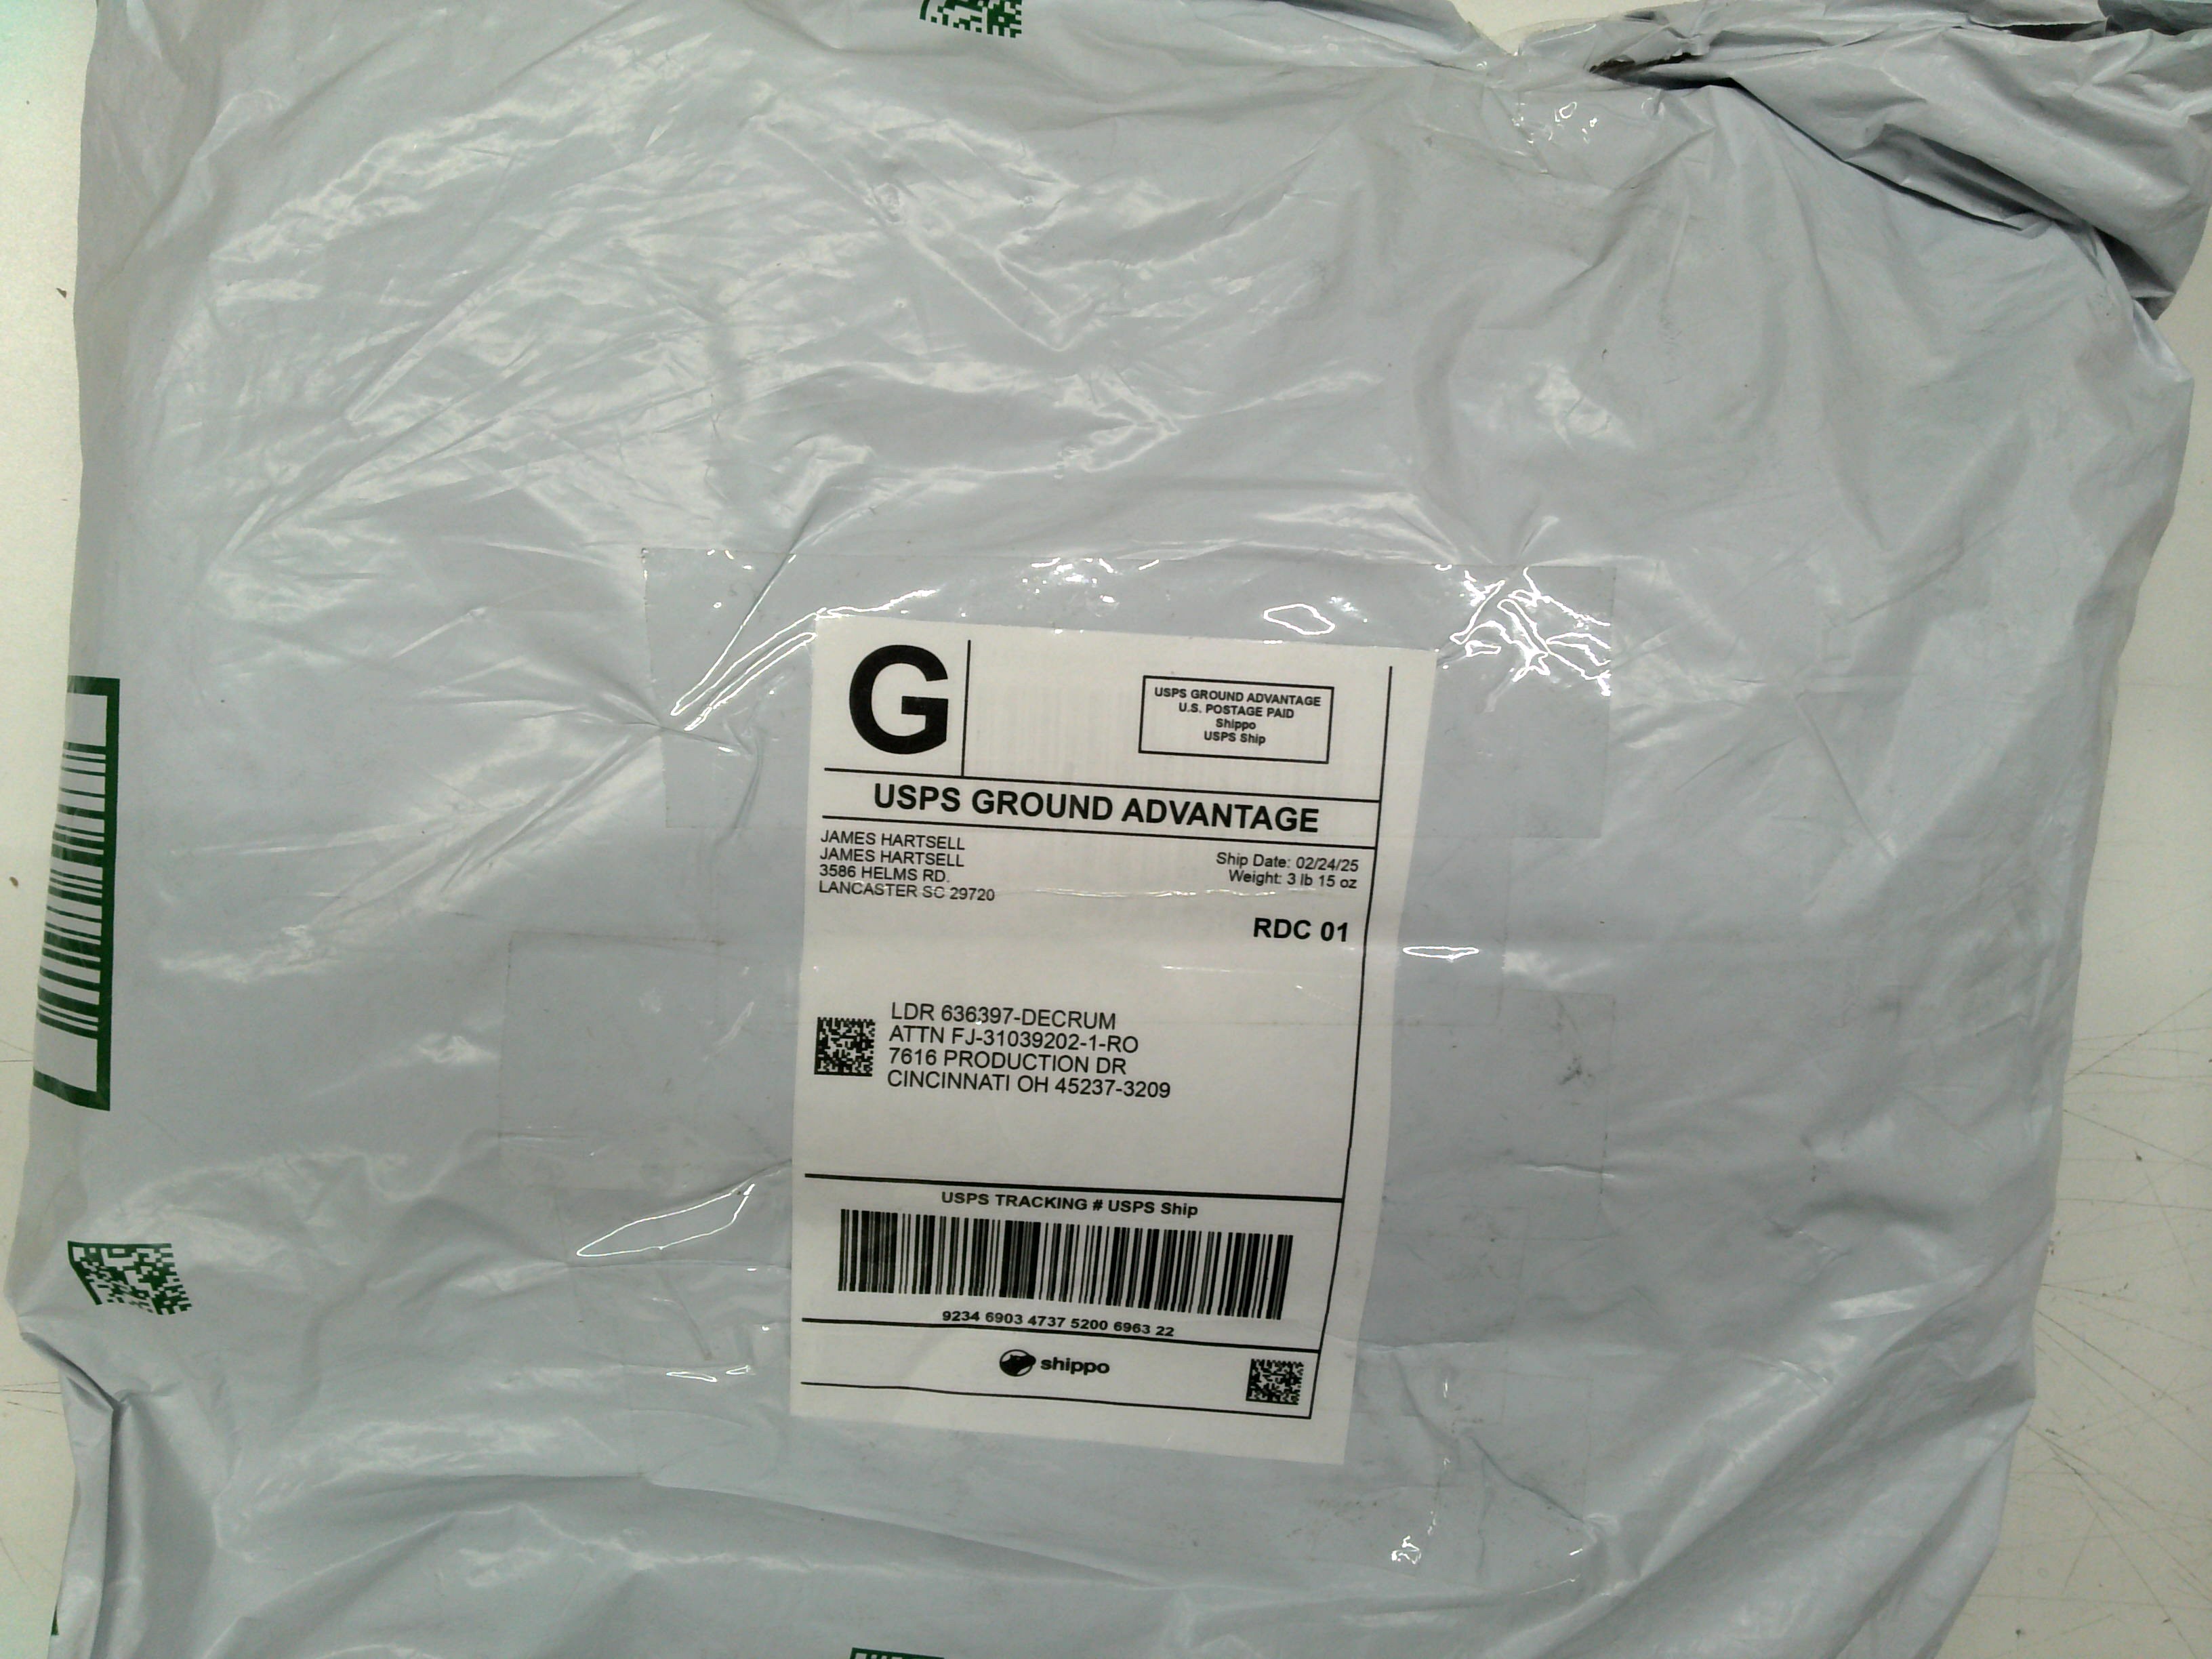 G
USPS GROUND ADVANTAGE
U.S. POSTAGE PAID
Shippo
USPS Ship
USPS GROUND ADVANTAGE
JAMES HARTSELL
JAMES HARTSELL
3586 HELMS RD.
LANCASTER SC 29720
Ship Date: 02/24/25
Weight: 3 lb 15 oz
RDC 01
LDR 636397-DECRUM
ATTN FJ-31039202-1-RO
7616 PRODUCTION DR
CINCINNATI OH 45237-3209
USPS TRACKING # USPS Ship
9234 6903 4737 5200 6963 22
shippo